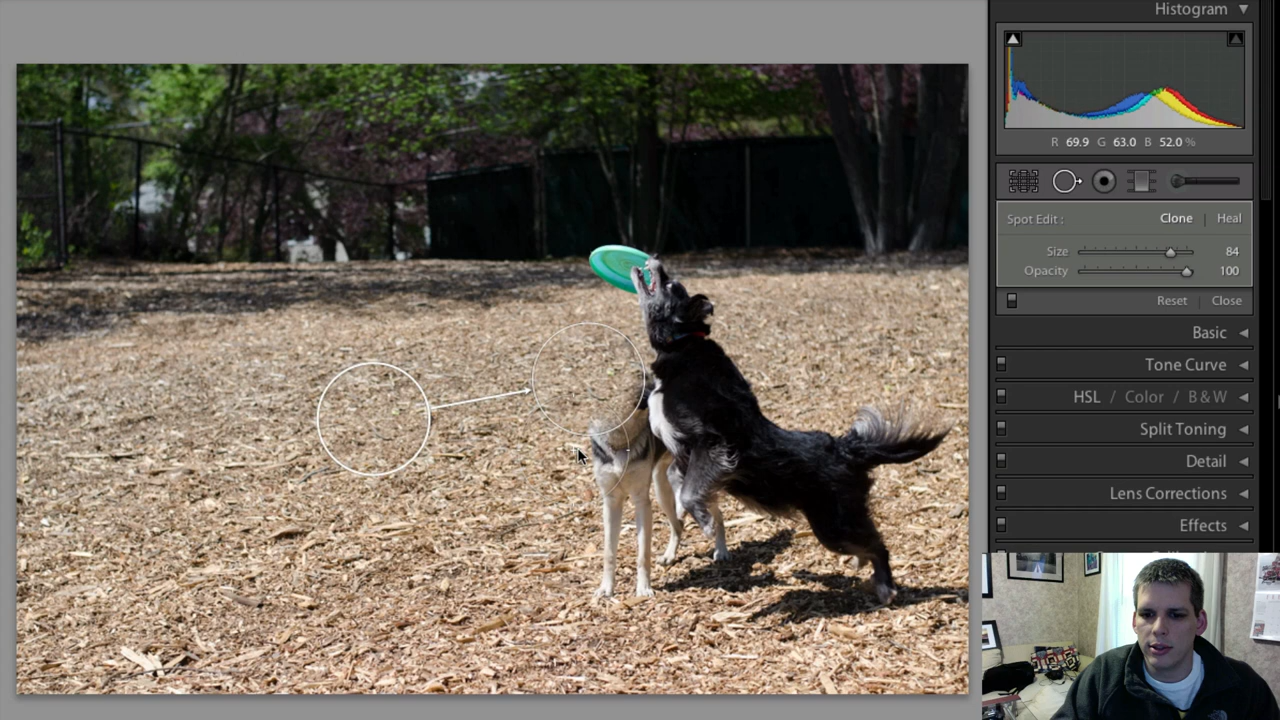 Histogram
R 69.9 G 63.0 B 52.0 %
Spot Edit : Clone | Heal
Size 84
Opacity 100
Reset Close
Basic
Tone Curve
HSL / Color / B & W
Split Toning
Detail
Lens Corrections
Effects